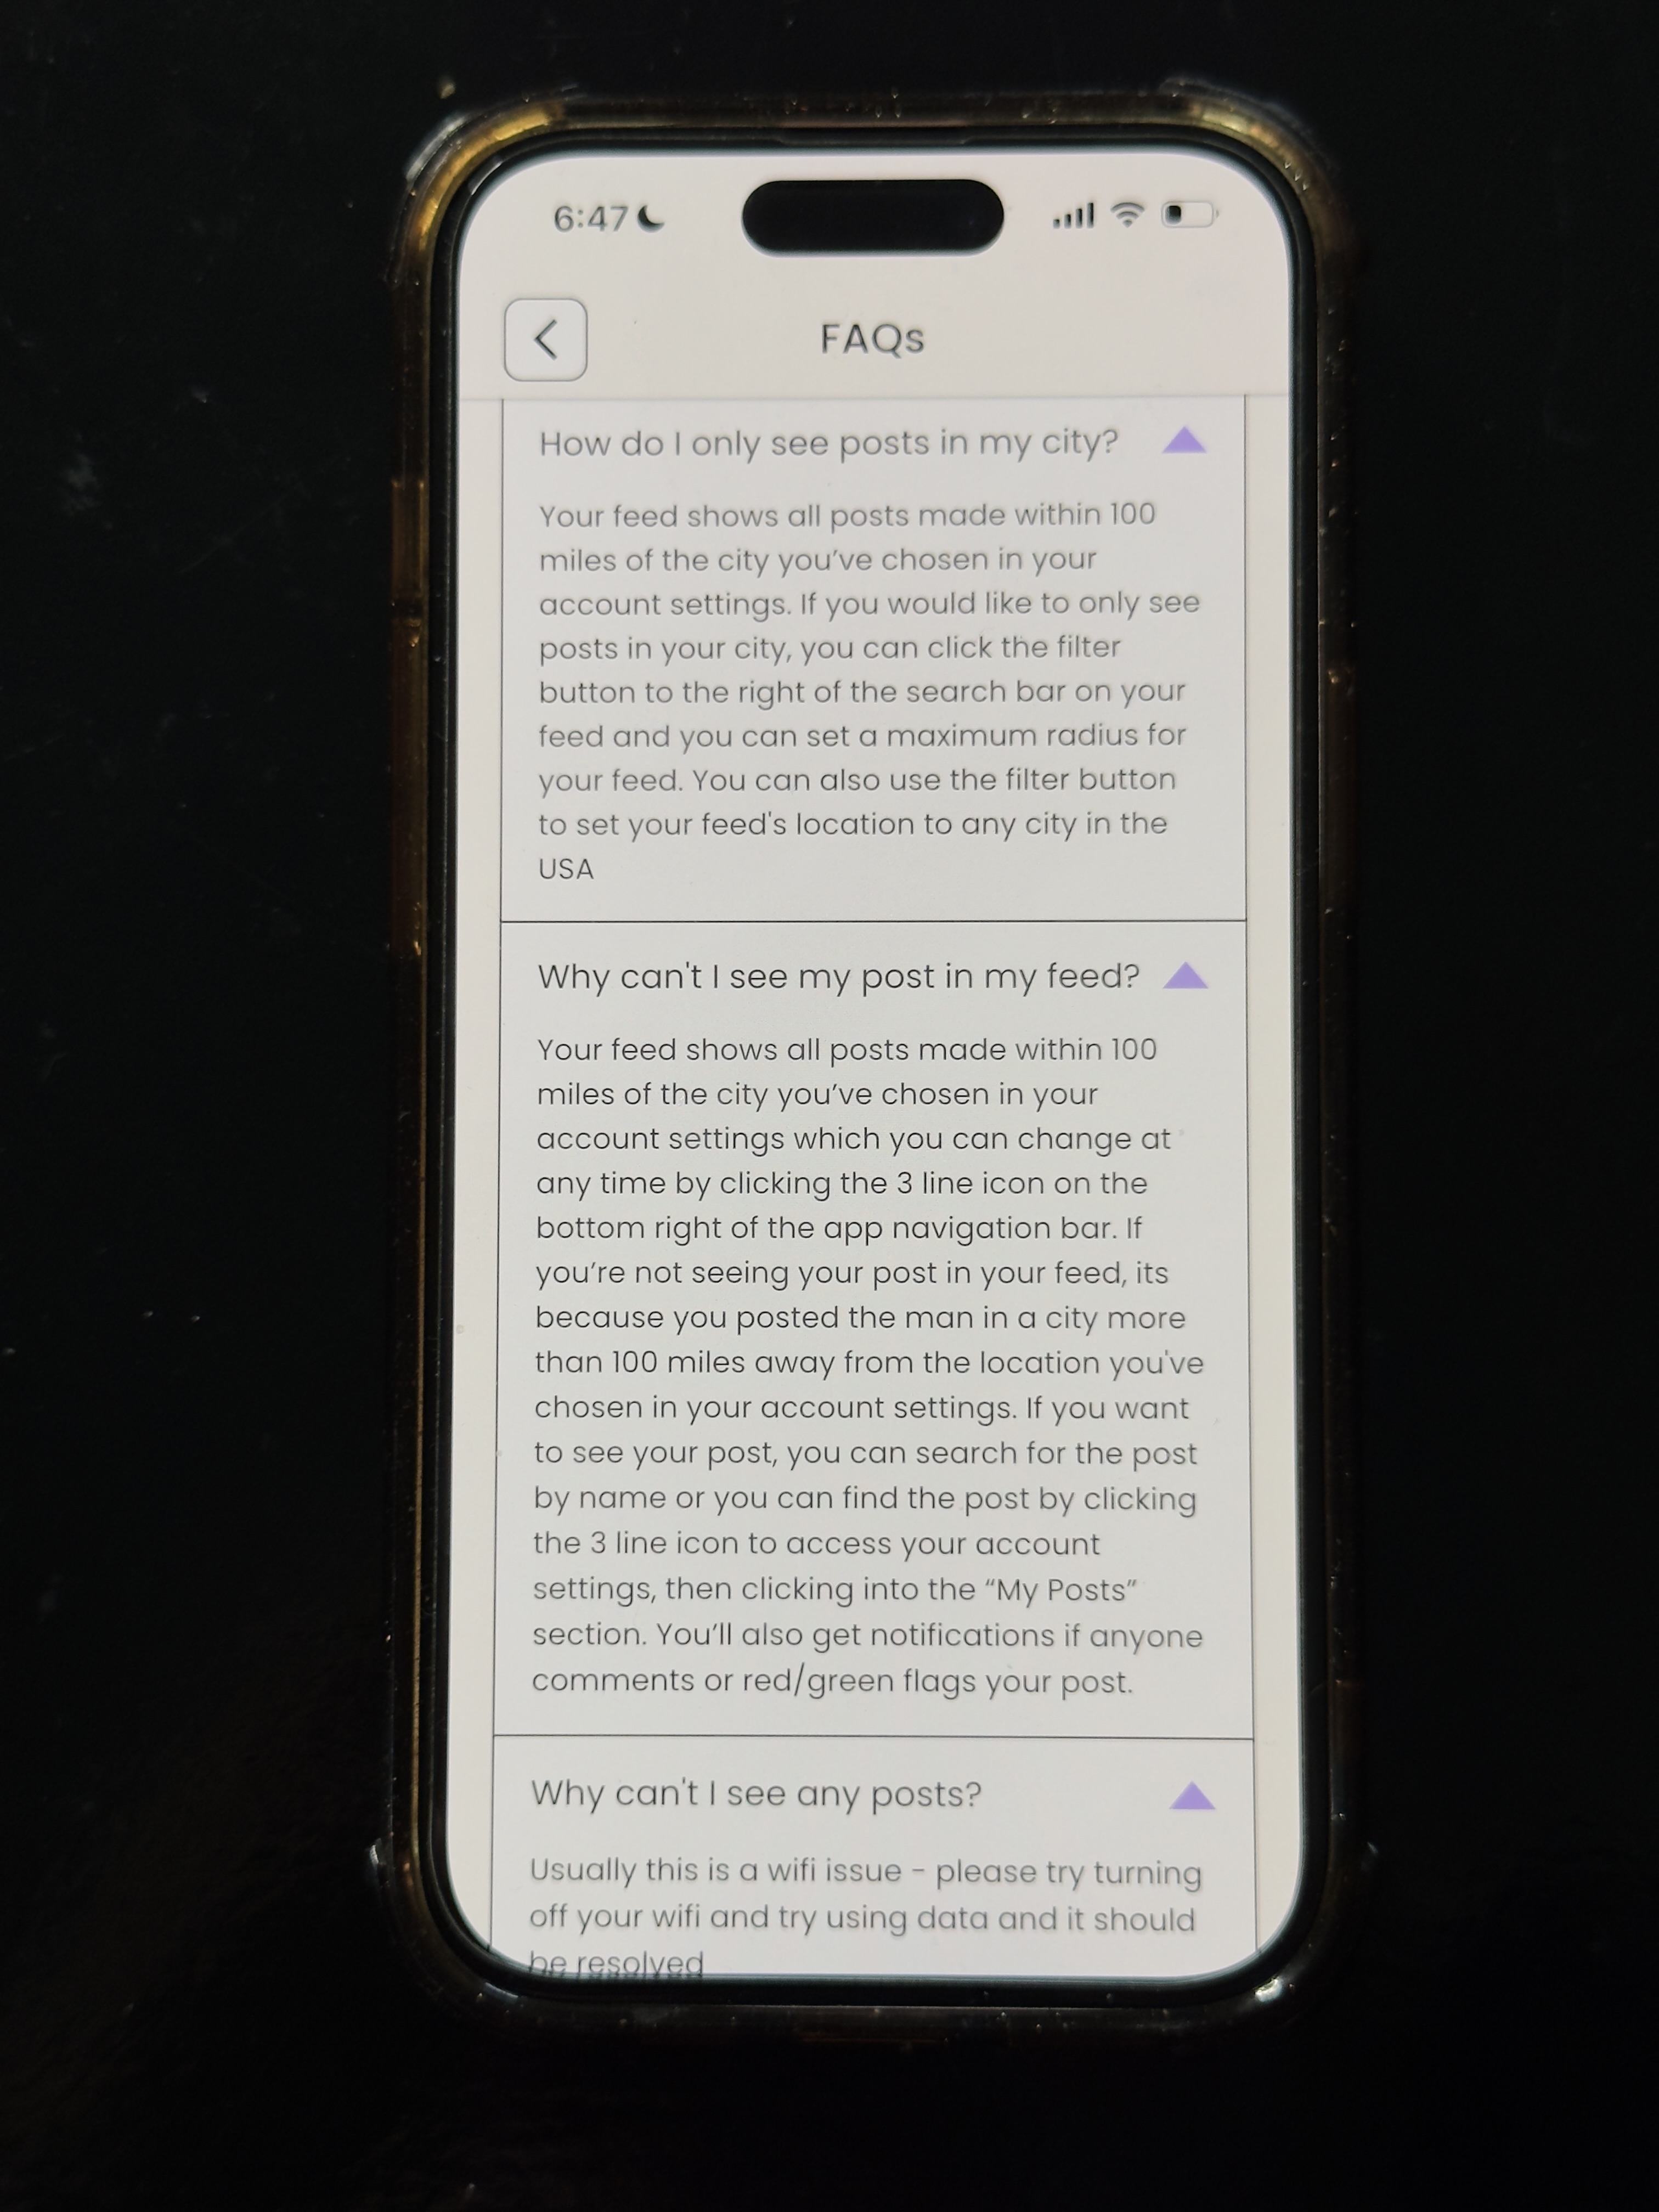 6:47
FAQs
How do I only see posts in my city?
Your feed shows all posts made within 100
miles of the city you’ve chosen in your
account settings. If you would like to only see
posts in your city, you can click the filter
button to the right of the search bar on your
feed and you can set a maximum radius for
your feed. You can also use the filter button
to set your feed's location to any city in the
USA
Why can't I see my post in my feed?
Your feed shows all posts made within 100
miles of the city you’ve chosen in your
account settings which you can change at
any time by clicking the 3 line icon on the
bottom right of the app navigation bar. If
you’re not seeing your post in your feed, its
because you posted the man in a city more
than 100 miles away from the location you've
chosen in your account settings. If you want
to see your post, you can search for the post
by name or you can find the post by clicking
the 3 line icon to access your account
settings, then clicking into the “My Posts”
section. You’ll also get notifications if anyone
comments or red/green flags your post.
Why can't I see any posts?
Usually this is a wifi issue - please try turning
off your wifi and try using data and it should
be resolved